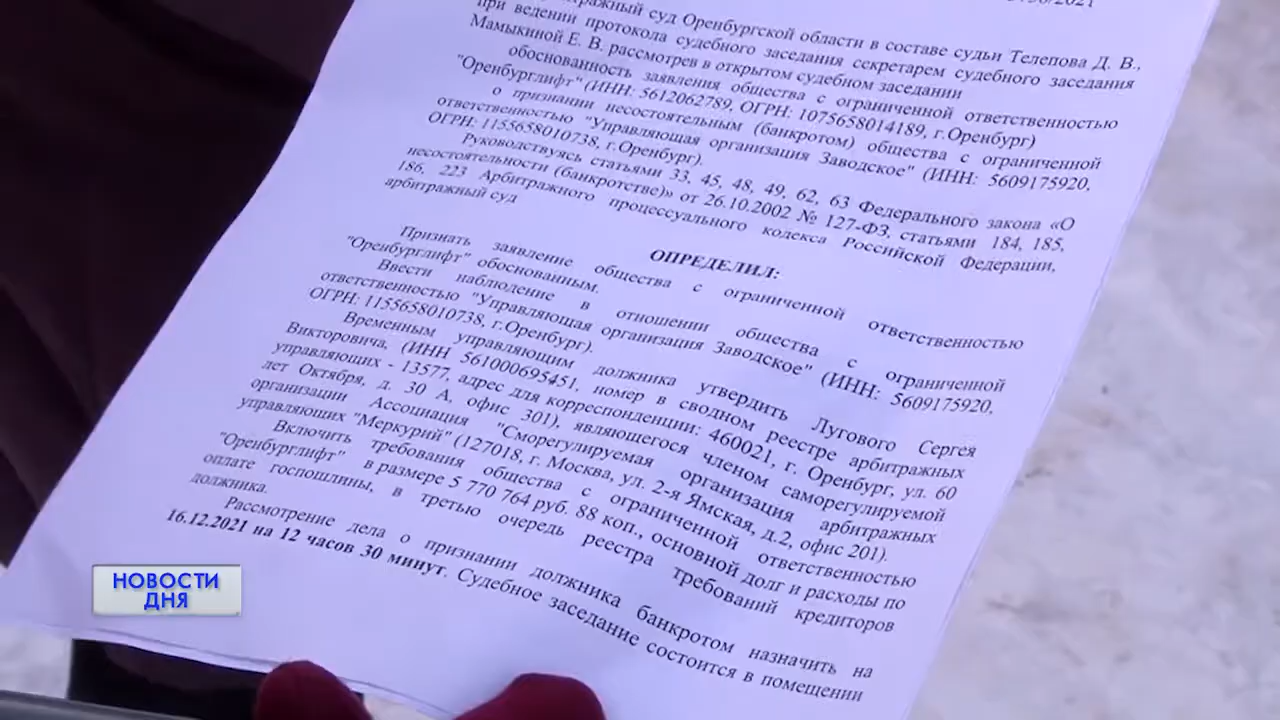 /2021
суд Оренбургской области в составе судьи Телепова Д. В.,
при ведении протокола судебного заседания секретарем судебного заседания
Мамыкиной Е. В. рассмотрев в открытом судебном заседании
обоснованность заявления общества с ограниченной ответственностью
"Оренбурглифт" (ИНН: 5612062789, ОГРН: 1075658014189, г.Оренбург)
о признании несостоятельным (банкротом) общества с ограниченной
ответственностью "Управляющая организация Заводское" (ИНН: 5609175920,
ОГРН: 1155658010738, г.Оренбург).
Руководствуясь статьями 33, 45, 48, 49, 62, 63 Федерального закона «О
несостоятельности (банкротстве)» от 26.10.2002 № 127-ФЗ, статьями 184, 185,
186, 223 Арбитражного процессуального кодекса Российской Федерации,
арбитражный суд
ОПРЕДЕЛИЛ:
Признать заявление общества с ограниченной ответственностью
"Оренбурглифт" обоснованным.
Ввести наблюдение в отношении общества с ограниченной
ответственностью "Управляющая организация Заводское" (ИНН: 5609175920,
ОГРН: 1155658010738, г.Оренбург).
Временным управляющим должника утвердить Лугового Сергея
Викторовича, (ИНН 561000695451, номер в сводном реестре арбитражных
управляющих - 13577, адрес для корреспонденции: 460021, г. Оренбург, ул. 60
лет Октября, д. 30 А, офис 301), являющегося членом саморегулируемой
организации Ассоциация "Сморегулируемая организация арбитражных
управляющих "Меркурий" (127018, г. Москва, ул. 2-я Ямская, д.2, офис 201).
Включить требования общества с ограниченной ответственностью
"Оренбурглифт" в размере 5 770 764 руб. 88 коп., основной долг и расходы по
оплате госпошлины, в третью очередь реестра требований кредиторов
должника.
Рассмотрение дела о признании должника банкротом назначить на
16.12.2021 на 12 часов 30 минут. Судебное заседание состоится в помещении
НОВОСТИ
ДНЯ